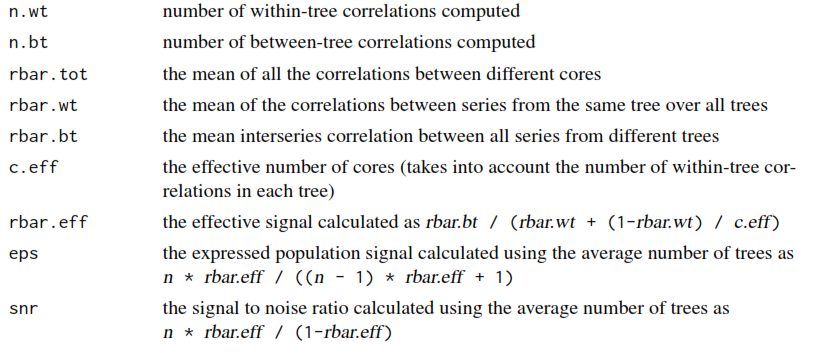 n.wt number of within-tree correlations computed
n.bt number of between-tree correlations computed
rbar.tot the mean of all the correlations between different cores
rbar.wt the mean of the correlations between series from the same tree over all trees
rbar.bt the mean interseries correlation between all series from different trees
c.eff the effective number of cores (takes into account the number of within-tree cor-
relations in each tree)
rbar.eff the effective signal calculated as rbar.bt / (rbar.wt + (1-rbar.wt) / c.eff)
eps the expressed population signal calculated using the average number of trees as
n * rbar.eff / ((n - 1) * rbar.eff + 1)
snr the signal to noise ratio calculated using the average number of trees as
n * rbar.eff / (1-rbar.eff)